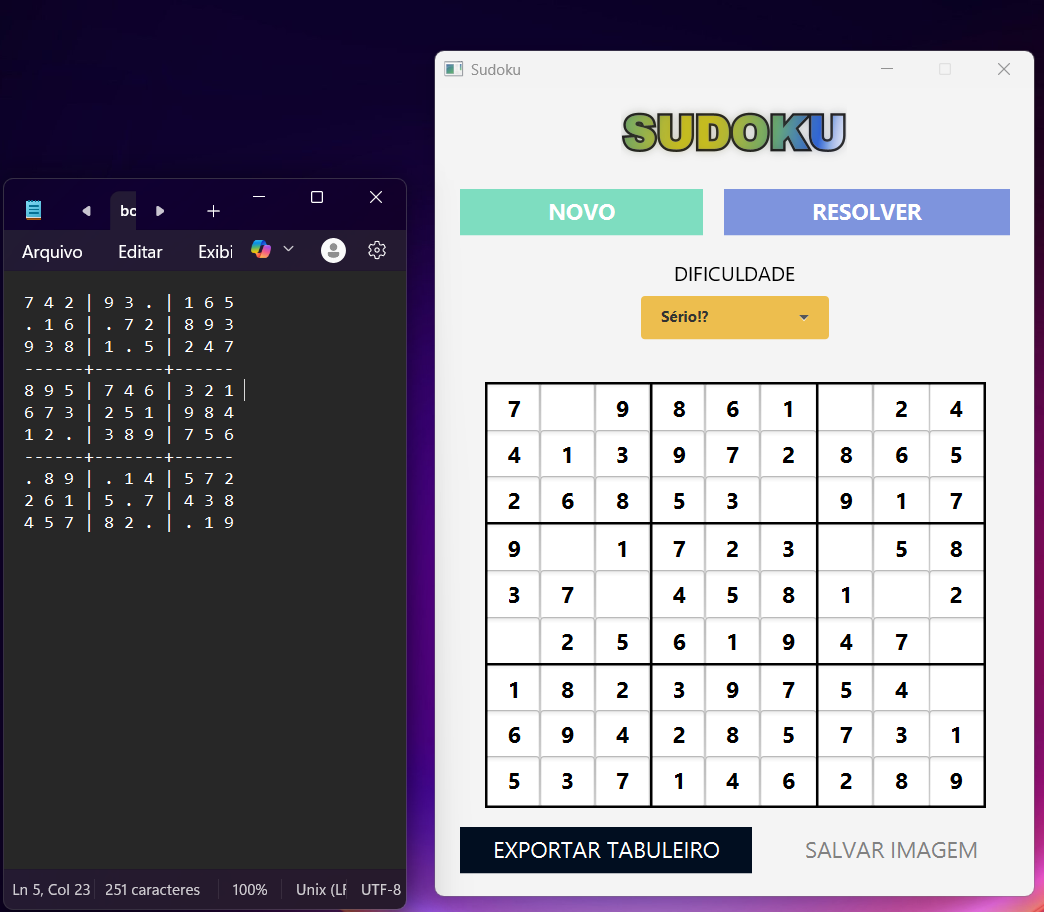 bc
Arquivo Editar Exibi
7 4 2 | 9 3 . | 1 6 5
. 1 6 | . 7 2 | 8 9 3
9 3 8 | 1 . 5 | 2 4 7
------+-------+------
8 9 5 | 7 4 6 | 3 2 1
6 7 3 | 2 5 1 | 9 8 4
1 2 . | 3 8 9 | 7 5 6
------+-------+------
. 8 9 | . 1 4 | 5 7 2
2 6 1 | 5 . 7 | 4 3 8
4 5 7 | 8 2 . | . 1 9
Ln 5, Col 23 251 caracteres 100% Unix (LF UTF-8
Sudoku
SUDOKU
NOVO RESOLVER
DIFICULDADE
Sério!?
7 9 8 6 1 2 4
4 1 3 9 7 2 8 6 5
2 6 8 5 3 9 1 7
9 1 7 2 3 5 8
3 7 4 5 8 1 2
2 5 6 1 9 4 7
1 8 2 3 9 7 5 4
6 9 4 2 8 5 7 3 1
5 3 7 1 4 6 2 8 9
EXPORTAR TABULEIRO SALVAR IMAGEM